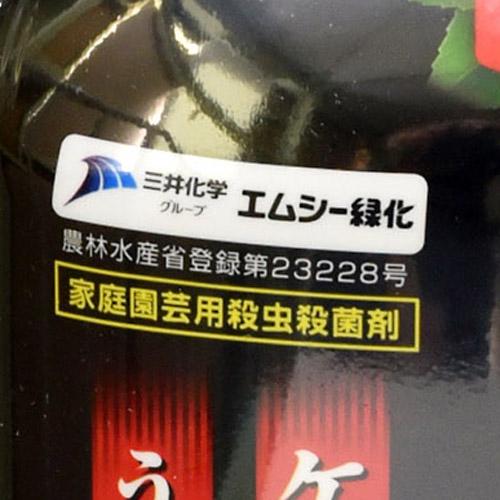 三井化学
グループ
エムシー緑化
農林水産省登録第23228号
家庭園芸用殺虫殺菌剤
う
ケ